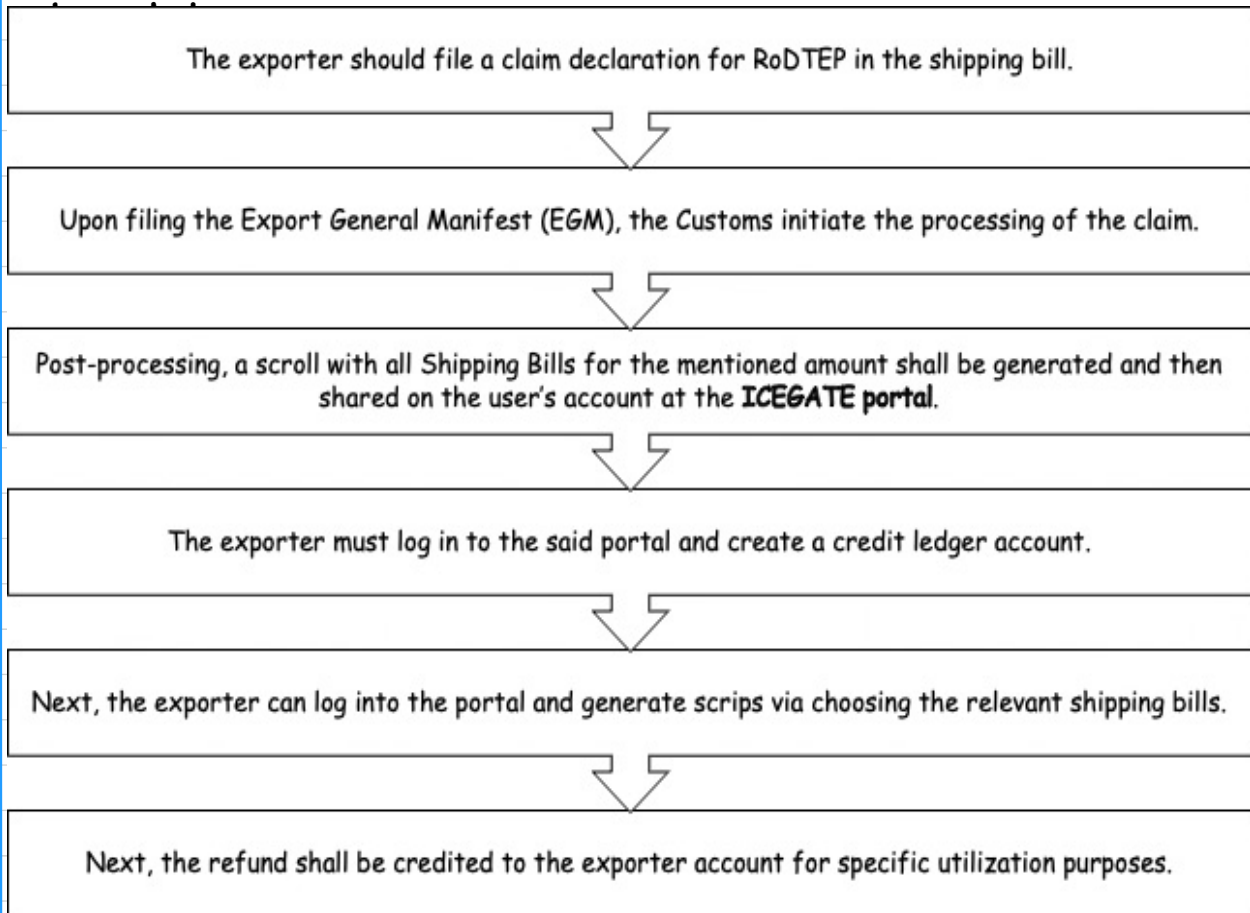 The exporter should file a claim declaration for RoDTEP in the shipping bill.
Upon filing the Export General Manifest (EGM), the Customs initiate the processing of the claim.
Post-processing, a scroll with all Shipping Bills for the mentioned amount shall be generated and then
shared on the user's account at the ICEGATE portal.
The exporter must log in to the said portal and create a credit ledger account.
Next, the exporter can log into the portal and generate scrips via choosing the relevant shipping bills.
Next, the refund shall be credited to the exporter account for specific utilization purposes.